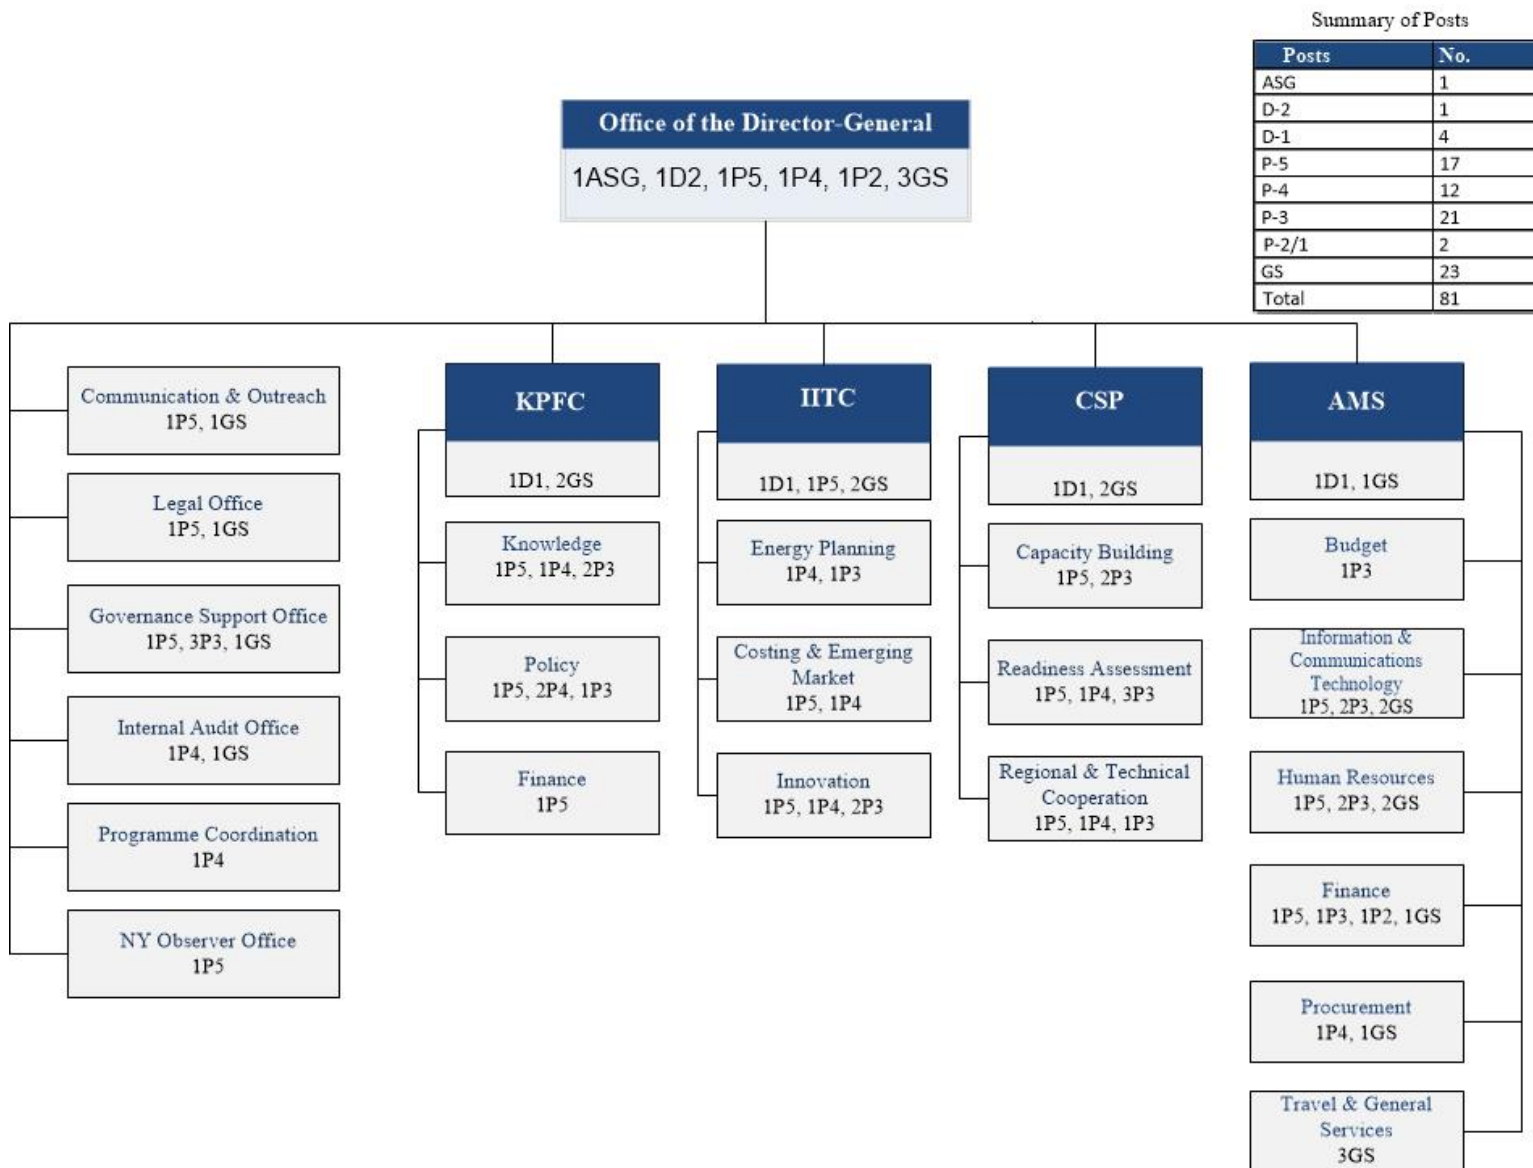 Summary of Posts
Posts No.
ASG 1
D-2 1
D-1 4
P-5 17
P-4 12
P-3 21
P-2/1 2
GS 23
Total 81
Office of the Director-General
1ASG, 1D2, 1P5, 1P4, 1P2, 3GS
Communication & Outreach
1P5, 1GS
Legal Office
1P5, 1GS
Governance Support Office
1P5, 3P3, 1GS
Internal Audit Office
1P4, 1GS
Programme Coordination
1P4
NY Observer Office
1P5
KPFC
1D1, 2GS
Knowledge
1P5, 1P4, 2P3
Policy
1P5, 2P4, 1P3
Finance
1P5
IITC
1D1, 1P5, 2GS
Energy Planning
1P4, 1P3
Costing & Emerging
Market
1P5, 1P4
Innovation
1P5, 1P4, 2P3
CSP
1D1, 2GS
Capacity Building
1P5, 2P3
Readiness Assessment
1P5, 1P4, 3P3
Regional & Technical
Cooperation
1P5, 1P4, 1P3
AMS
1D1, 1GS
Budget
1P3
Information &
Communications
Technology
1P5, 2P3, 2GS
Human Resources
1P5, 2P3, 2GS
Finance
1P5, 1P3, 1P2, 1GS
Procurement
1P4, 1GS
Travel & General
Services
3GS